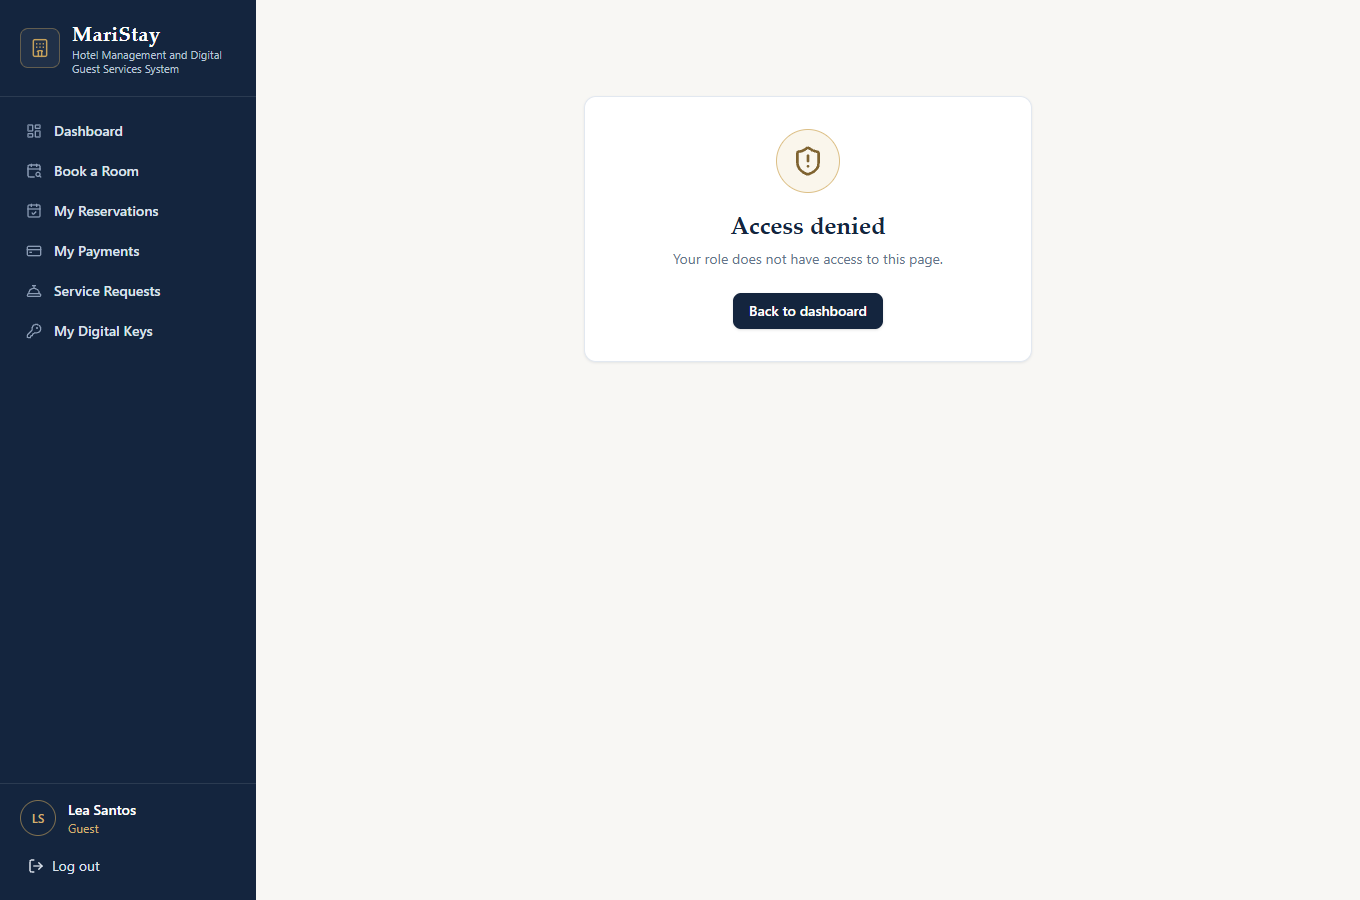 MariStay
Hotel Management and Digital
Guest Services System
Dashboard
Book a Room
My Reservations
My Payments
Service Requests
My Digital Keys
LS
Lea Santos
Guest
Log out
Access denied
Your role does not have access to this page.
Back to dashboard